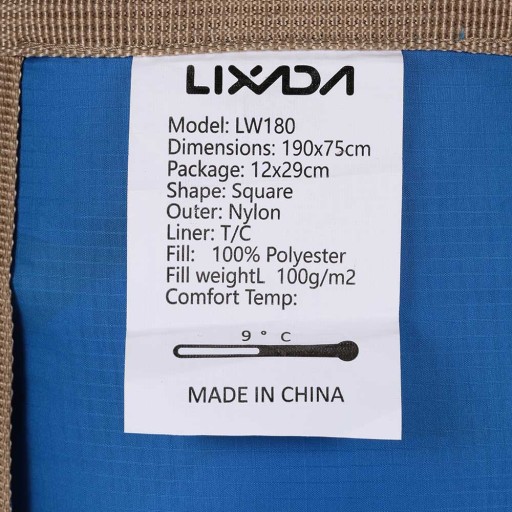 LIXADA
Model: LW180
Dimensions: 190x75cm
Package: 12x29cm
Shape: Square
Outer: Nylon
Liner: T/C
Fill: 100% Polyester
Fill weightL 100g/m2
Comfort Temp:
9 ° C
MADE IN CHINA